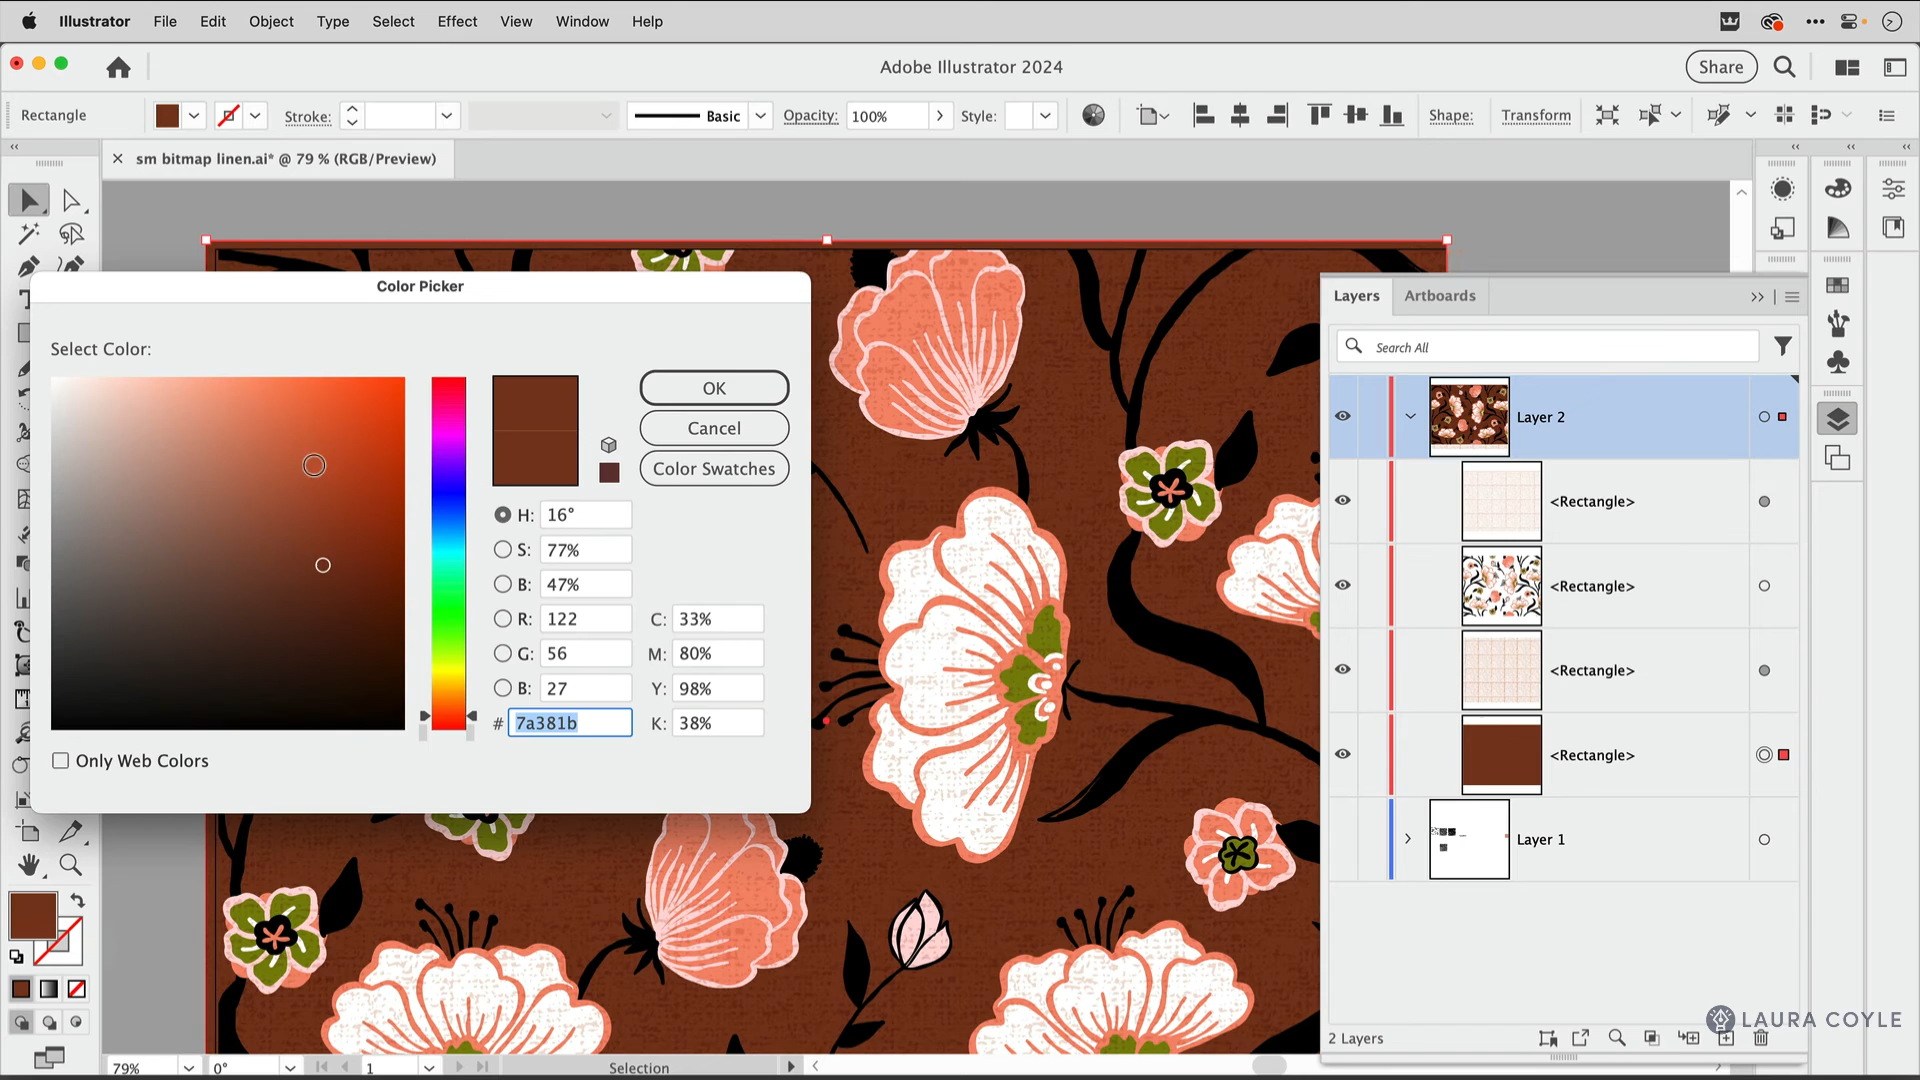 Illustrator File Edit Object Type Select Effect View Window Help
Adobe Illustrator 2024
Share
Rectangle Stroke: Basic Opacity: 100% Style: Shape: Transform
sm bitmap linen.ai* @ 79 % (RGB/Preview)
Color Picker
Select Color:
OK
Cancel
Color Swatches
H: 16°
S: 77%
B: 47%
R: 122 C: 33%
G: 56 M: 80%
B: 27 Y: 98%
# 7a381b K: 38%
Only Web Colors
Layers Artboards
Search All
Layer 2
<Rectangle>
<Rectangle>
<Rectangle>
<Rectangle>
Layer 1
2 Layers
LAURA COYLE
79% 0° 1 Selection